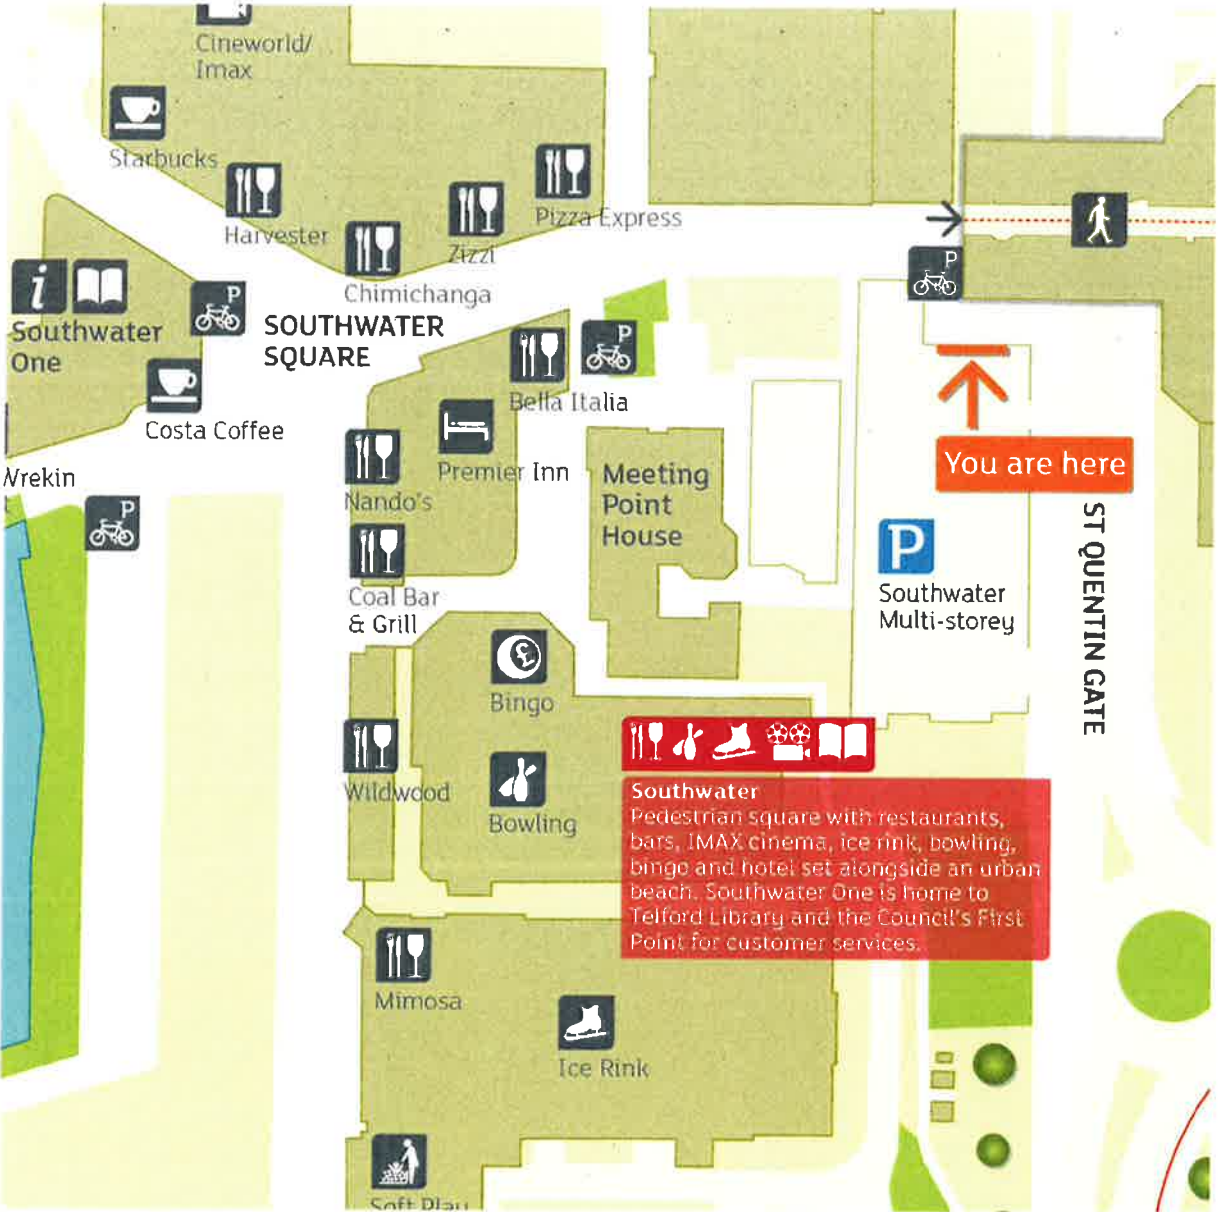 Cineworld/
Imax
Starbucks
Harvester
Chimichanga
Zizzi
Pizza Express
P
i
Southwater
One
P
SOUTHWATER
SQUARE
Costa Coffee
P
Bella Italia
Premier Inn
Nando's
Coal Bar
& Grill
Meeting
Point
House
You are here
P
Southwater
Multi-storey
ST QUENTIN GATE
Wrekin
P
£
Bingo
Bowling
Wildwood
Southwater
Pedestrian square with restaurants,
bars, IMAX cinema, ice rink, bowling,
bingo and hotel set alongside an urban
beach. Southwater One is home to
Telford Library and the Council's First
Point for customer services.
Mimosa
Ice Rink
Soft Play